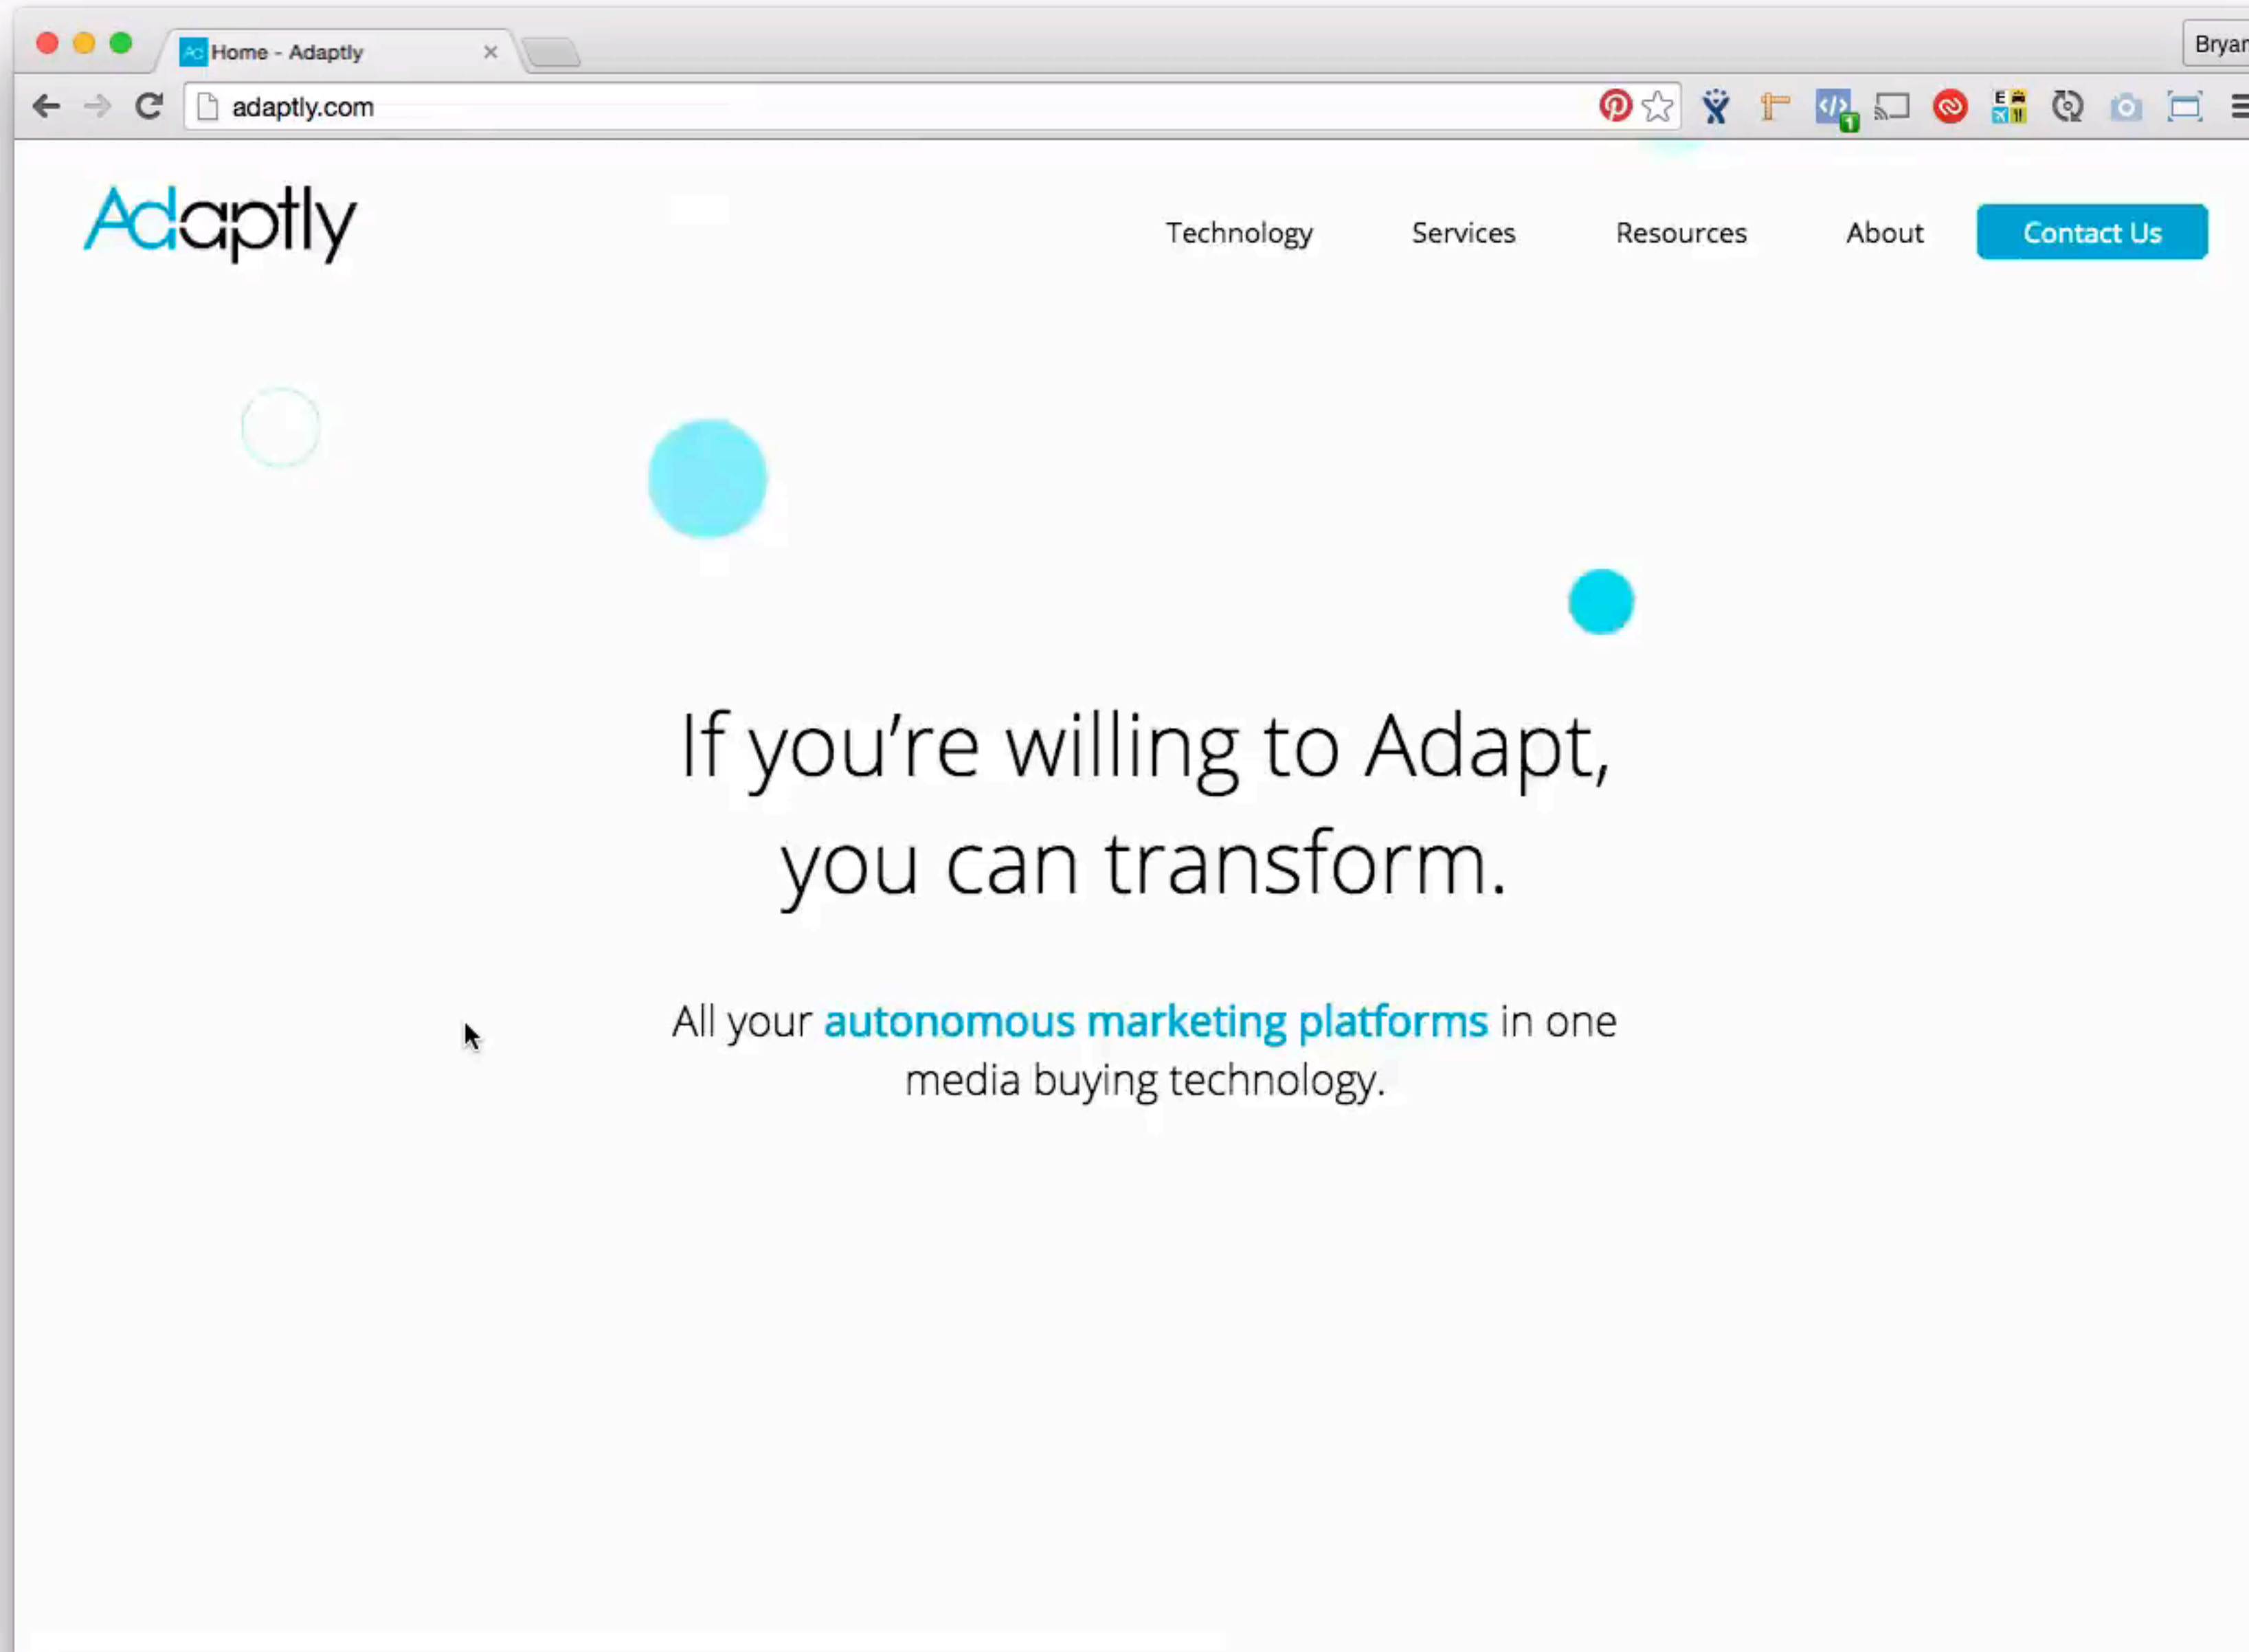 Home - Adaptly
Bryan
adaptly.com
1
E
Adaptly
Technology
Services
Resources
About
Contact Us
If you're willing to Adapt,
you can transform.
All your autonomous marketing platforms in one
media buying technology.